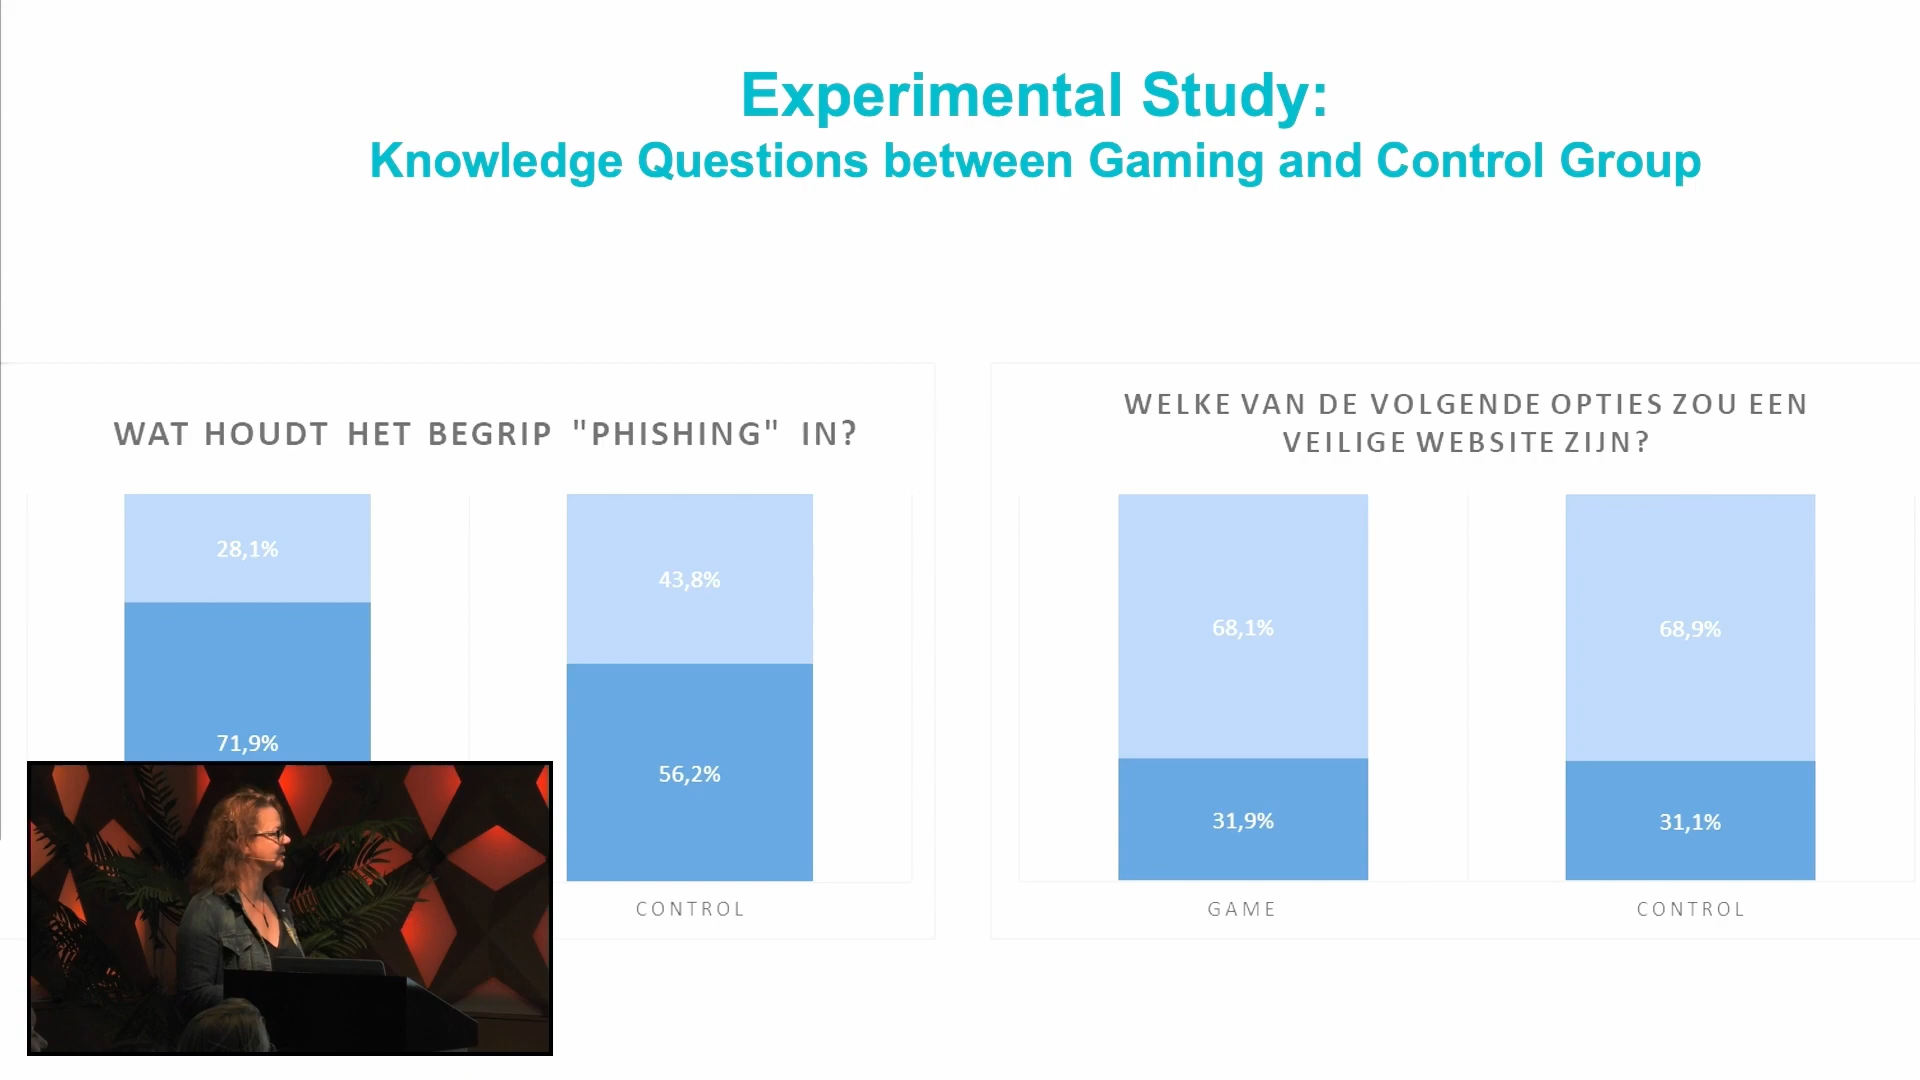 Experimental Study:
Knowledge Questions between Gaming and Control Group
WAT HOUDT HET BEGRIP "PHISHING" IN?
28,1%
43,8%
71,9%
56,2%
CONTROL
WELKE VAN DE VOLGENDE OPTIES ZOU EEN
VEILIGE WEBSITE ZIJN?
68,1%
68,9%
31,9%
31,1%
GAME
CONTROL